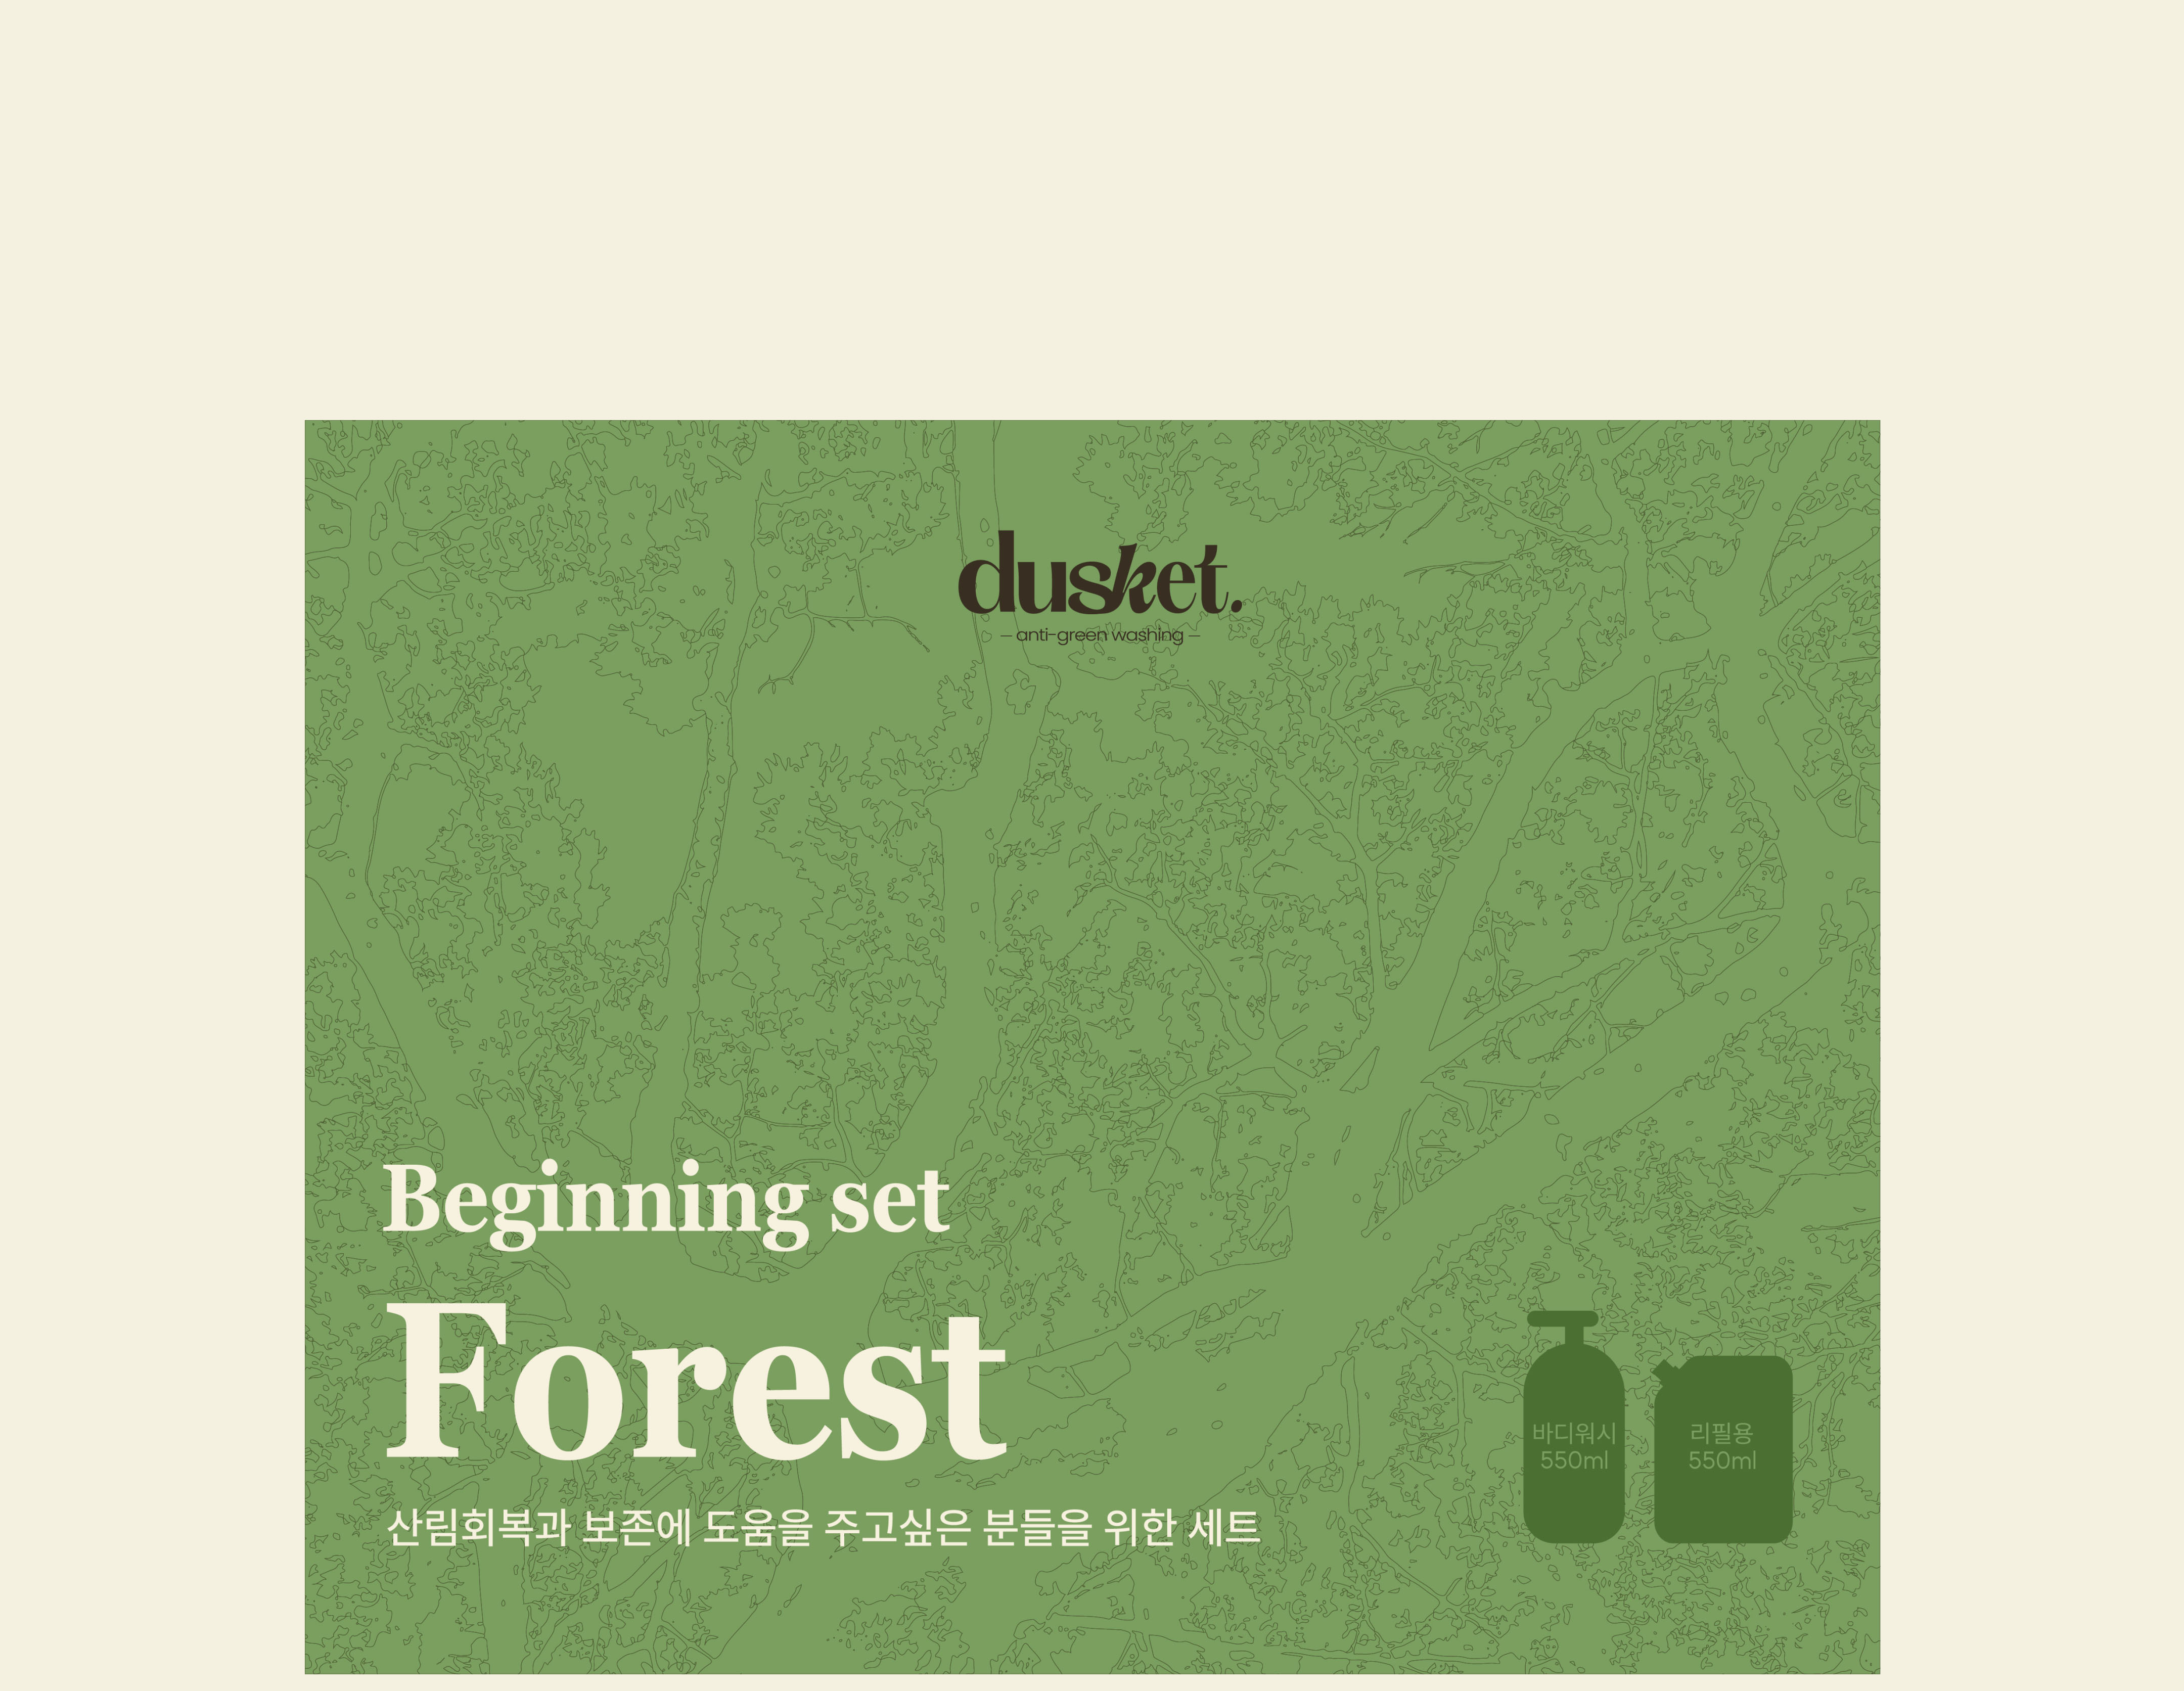 dusket.
— anti-green washing —
Beginning set
Forest
산림회복과 보존에 도움을 주고싶은 분들을 위한 세트
바디워시
550ml
리필용
550ml